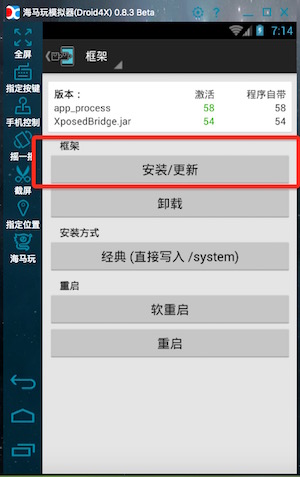 海马玩模拟器(Droid4X) 0.8.3 Beta
7:14
全屏
框架
指定按键
手机控制
摇一摇
截屏
指定位置
海马玩
版本： 激活 程序自带
app_process 58 58
XposedBridge.jar 54 54
框架
安装/更新
卸载
安装方式
经典 (直接写入 /system)
重启
软重启
重启